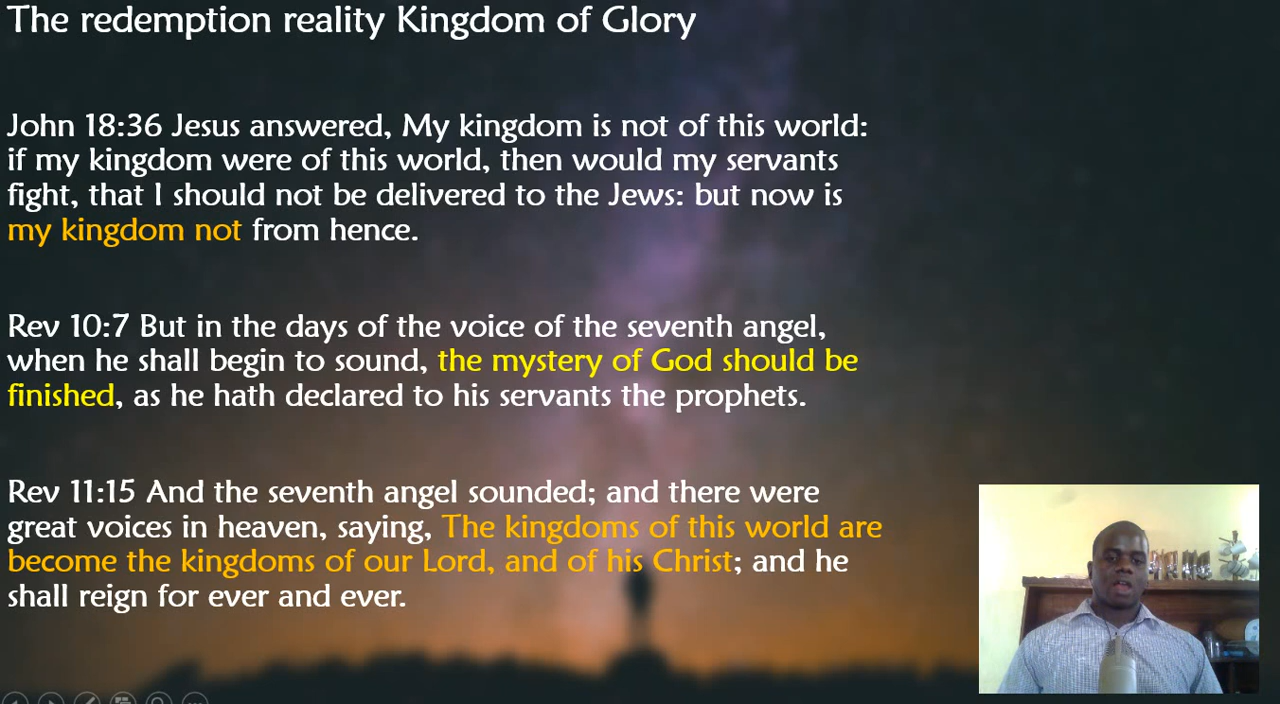 The redemption reality Kingdom of Glory
John 18:36 Jesus answered, My kingdom is not of this world:
if my kingdom were of this world, then would my servants
fight, that I should not be delivered to the Jews: but now is
my kingdom not from hence.
Rev 10:7 But in the days of the voice of the seventh angel,
when he shall begin to sound, the mystery of God should be
finished, as he hath declared to his servants the prophets.
Rev 11:15 And the seventh angel sounded; and there were
great voices in heaven, saying, The kingdoms of this world are
become the kingdoms of our Lord, and of his Christ; and he
shall reign for ever and ever.